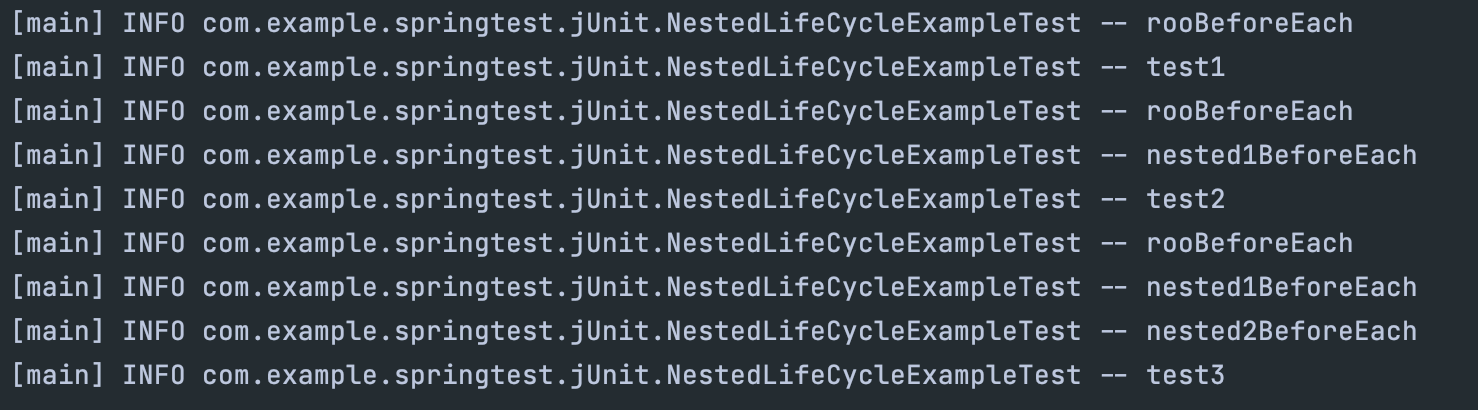 [main] INFO com.example.springtest.jUnit.NestedLifeCycleExampleTest -- rooBeforeEach
[main] INFO com.example.springtest.jUnit.NestedLifeCycleExampleTest -- test1
[main] INFO com.example.springtest.jUnit.NestedLifeCycleExampleTest -- rooBeforeEach
[main] INFO com.example.springtest.jUnit.NestedLifeCycleExampleTest -- nested1BeforeEach
[main] INFO com.example.springtest.jUnit.NestedLifeCycleExampleTest -- test2
[main] INFO com.example.springtest.jUnit.NestedLifeCycleExampleTest -- rooBeforeEach
[main] INFO com.example.springtest.jUnit.NestedLifeCycleExampleTest -- nested1BeforeEach
[main] INFO com.example.springtest.jUnit.NestedLifeCycleExampleTest -- nested2BeforeEach
[main] INFO com.example.springtest.jUnit.NestedLifeCycleExampleTest -- test3